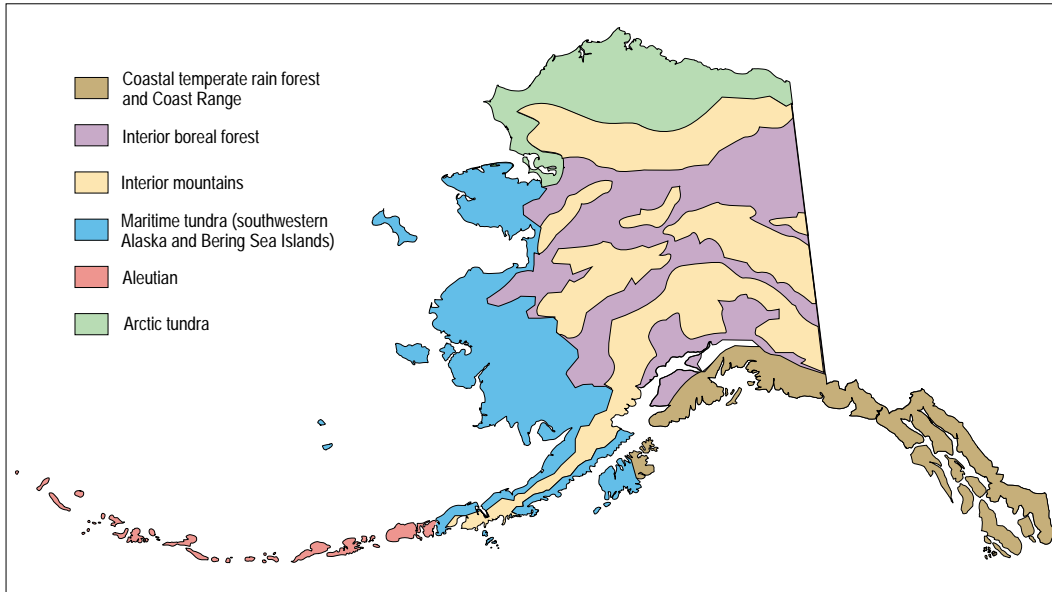 Coastal temperate rain forest
and Coast Range
Interior boreal forest
Interior mountains
Maritime tundra (southwestern
Alaska and Bering Sea Islands)
Aleutian
Arctic tundra